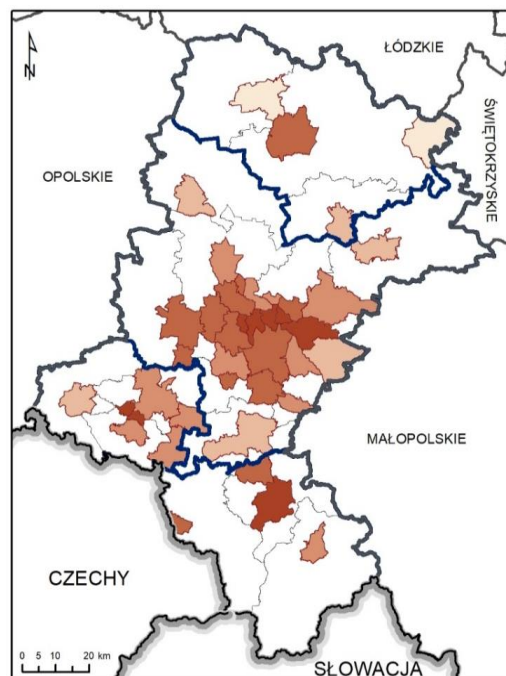 N
ŁÓDZKIE
ŚWIĘTOKRZYSKIE
OPOLSKIE
MAŁOPOLSKIE
CZECHY
0 5 10 20 km
SŁOWACJA